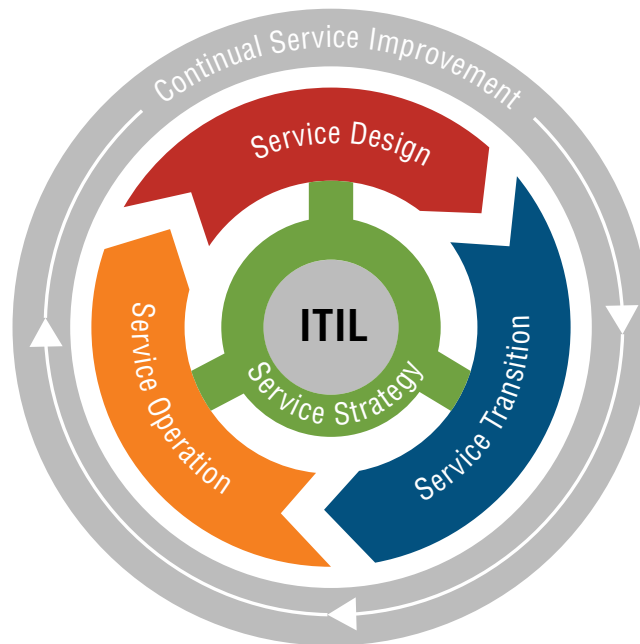 Continual Service Improvement
Service Design
ITIL
Service Strategy
Service Transition
Service Operation